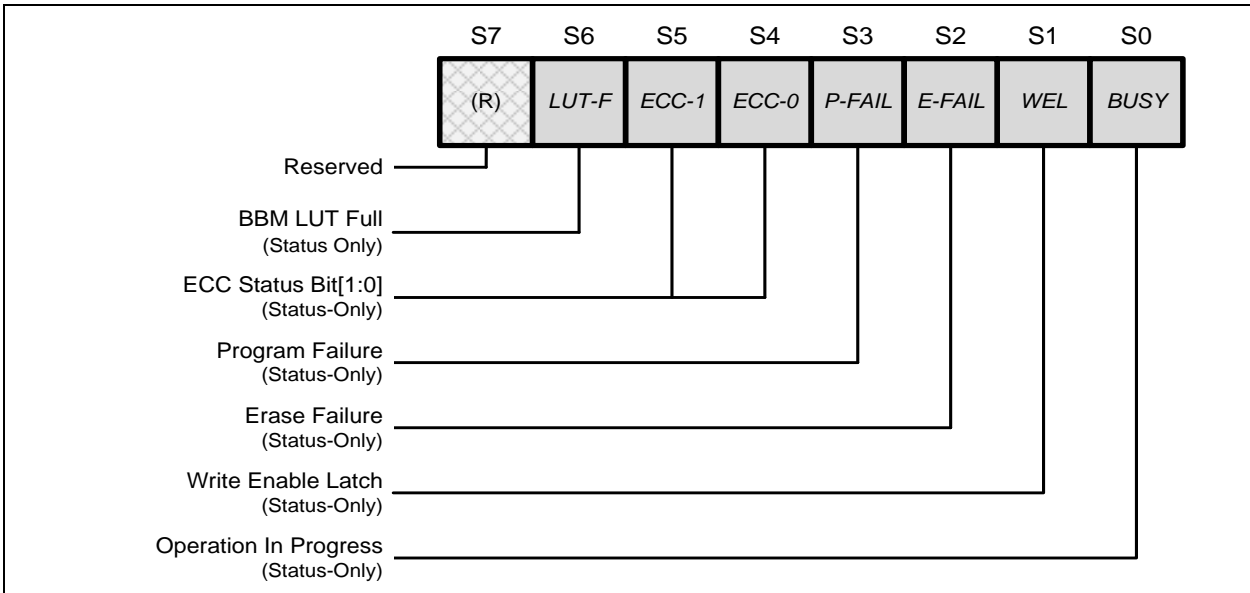 S7 S6 S5 S4 S3 S2 S1 S0
(R) LUT-F ECC-1 ECC-0 P-FAIL E-FAIL WEL BUSY
Reserved
BBM LUT Full
(Status Only)
ECC Status Bit[1:0]
(Status-Only)
Program Failure
(Status-Only)
Erase Failure
(Status-Only)
Write Enable Latch
(Status-Only)
Operation In Progress
(Status-Only)